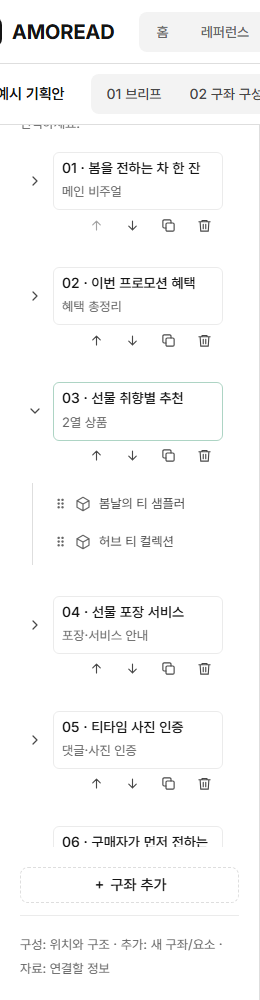 AMOREAD
홈 레퍼런스
예시 기획안
01 브리프 02 구좌 구성
01 · 봄을 전하는 차 한 잔
메인 비주얼
02 · 이번 프로모션 혜택
혜택 총정리
03 · 선물 취향별 추천
2열 상품
봄날의 티 샘플러
허브 티 컬렉션
04 · 선물 포장 서비스
포장·서비스 안내
05 · 티타임 사진 인증
댓글·사진 인증
06 · 구매자가 먼저 전하는
+ 구좌 추가
구성: 위치와 구조 · 추가: 새 구좌/요소 ·
자료: 연결할 정보